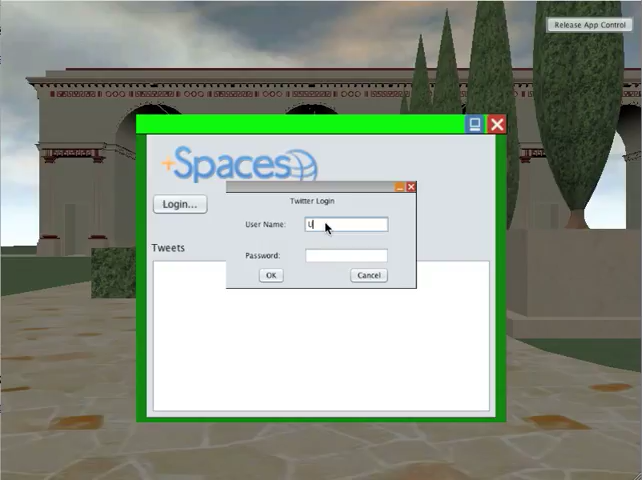 Release App Control
+Spaces
Twitter Login
Login...
User Name: U
Tweets
Password:
OK Cancel